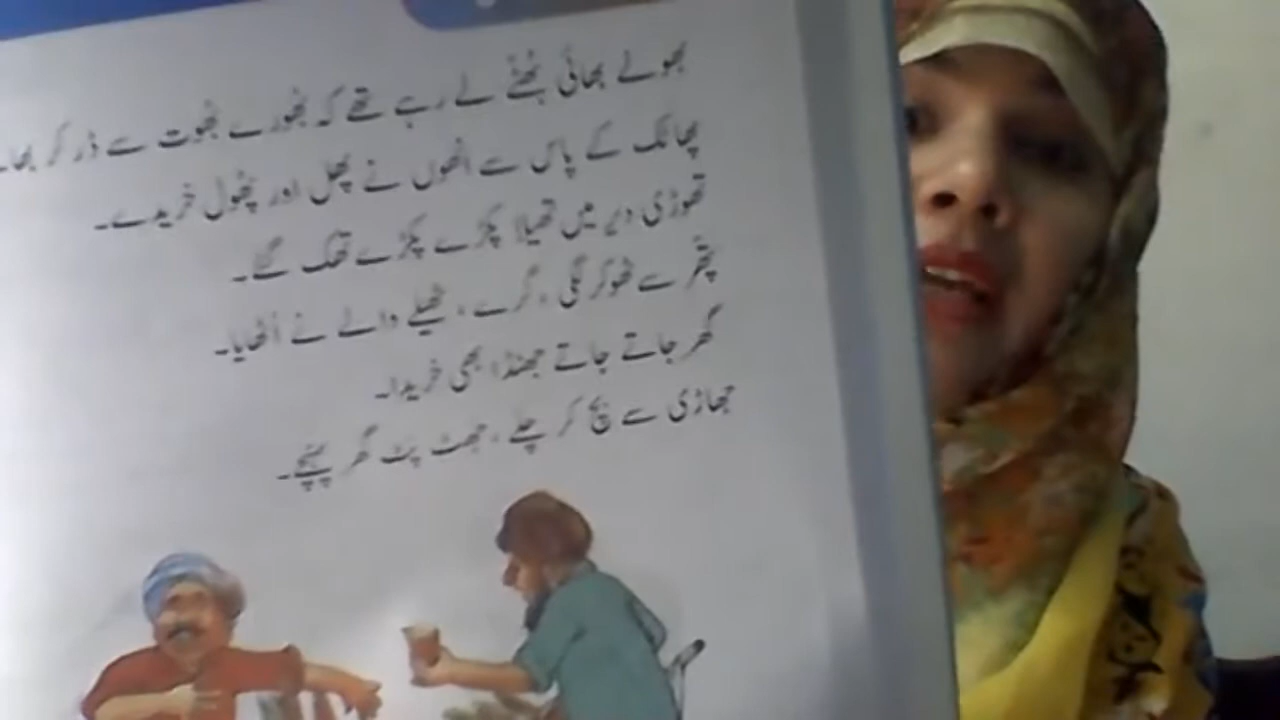 بھولے بھائی بھٹے لے رہے تھے کہ بھورے بھوت سے ڈر کر
پھاٹک کے پاس سے انھوں نے پھل اور پھول خریدے۔
تھوڑی دیر میں تھیلا پکڑے پکڑے تھک گئے۔
پتھر سے ٹھوکر لگی، گرے، ٹھیلے والے نے اُٹھایا۔
گھر جاتے جاتے جھنڈا بھی خریدا۔
جھاڑی سے بچ کر چلے، جھٹ پٹ گھر پہنچے۔